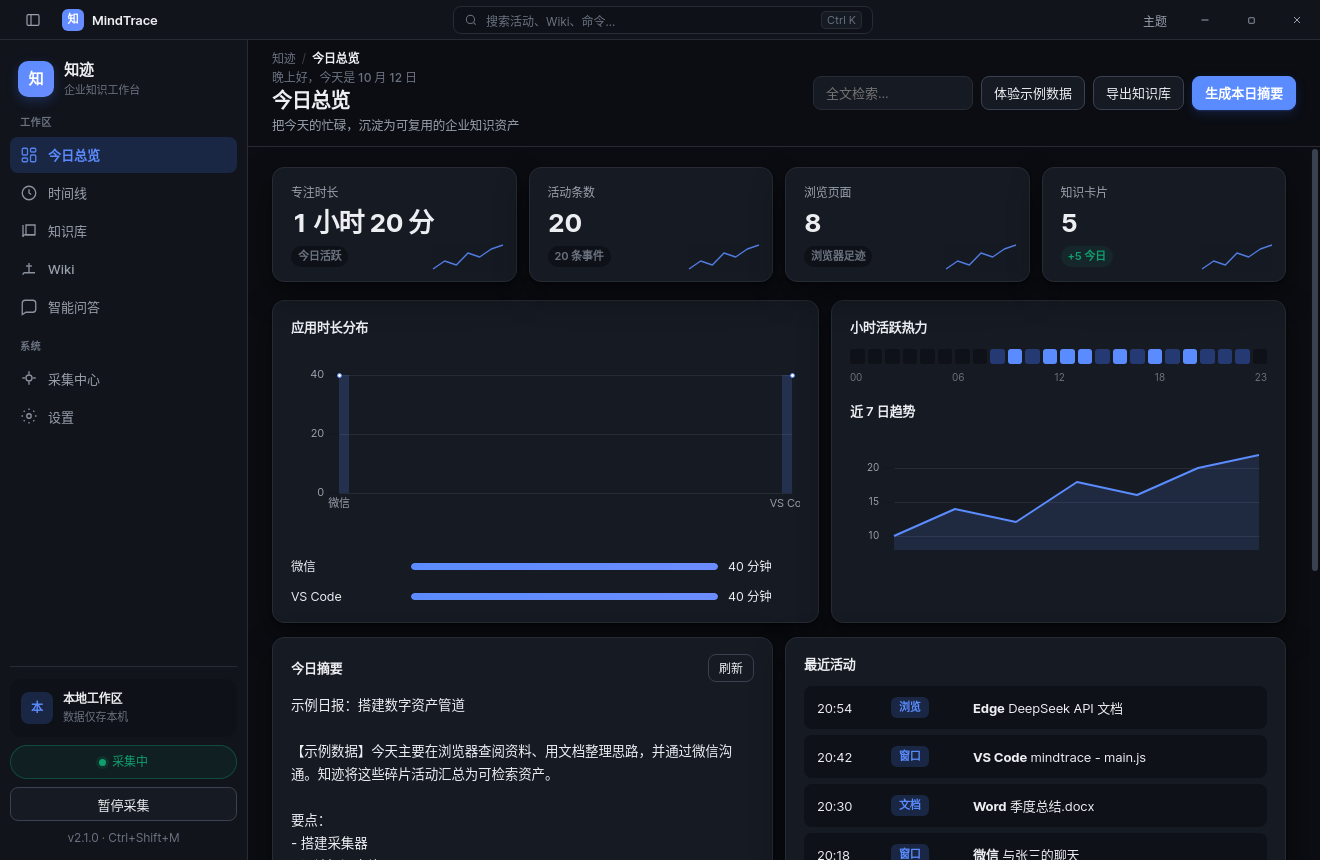 知 MindTrace
搜索活动、Wiki、命令... Ctrl K
主题
知
知迹
企业知识工作台
工作区
今日总览
时间线
知识库
Wiki
智能问答
系统
采集中心
设置
本
本地工作区
数据仅存本机
采集中
暂停采集
v2.1.0 · Ctrl+Shift+M
知迹 / 今日总览
晚上好，今天是 10 月 12 日
今日总览
把今天的忙碌，沉淀为可复用的企业知识资产
全文检索...
体验示例数据
导出知识库
生成本日摘要
专注时长
1 小时 20 分
今日活跃
活动条数
20
20 条事件
浏览页面
8
浏览器足迹
知识卡片
5
+5 今日
应用时长分布
40
20
0
微信 VS Co
微信 40 分钟
VS Code 40 分钟
小时活跃热力
00 06 12 18 23
近 7 日趋势
20
15
10
今日摘要
刷新
示例日报：搭建数字资产管道
【示例数据】今天主要在浏览器查阅资料、用文档整理思路，并通过微信沟
通。知迹将这些碎片活动汇总为可检索资产。
要点：
- 搭建采集器
最近活动
20:54 浏览 Edge DeepSeek API 文档
20:42 窗口 VS Code mindtrace - main.js
20:30 文档 Word 季度总结.docx
20:18 窗口 微信 与张三的聊天